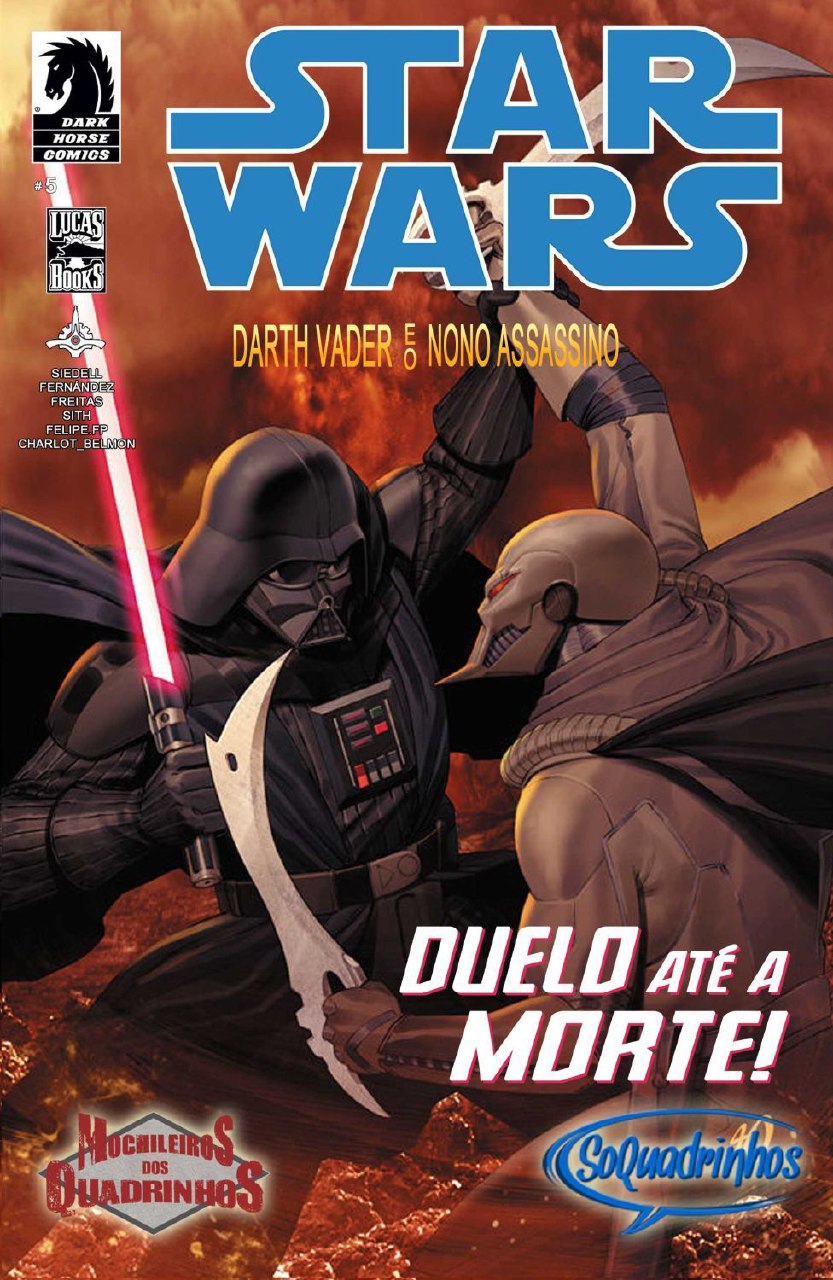 STAR
WARS
DARK
HORSE
COMICS
#5
LUCAS
BOOKS
DARTH VADER E O NONO ASSASSINO
SIEDELL
FERNÁNDEZ
FREITAS
SITH
FELIPE.FP
CHARLOT_BELMON
DUELO ATÉ A
MORTE!
MOCHILEIROS
DOS
QUADRINHOS
SoQuadrinhos